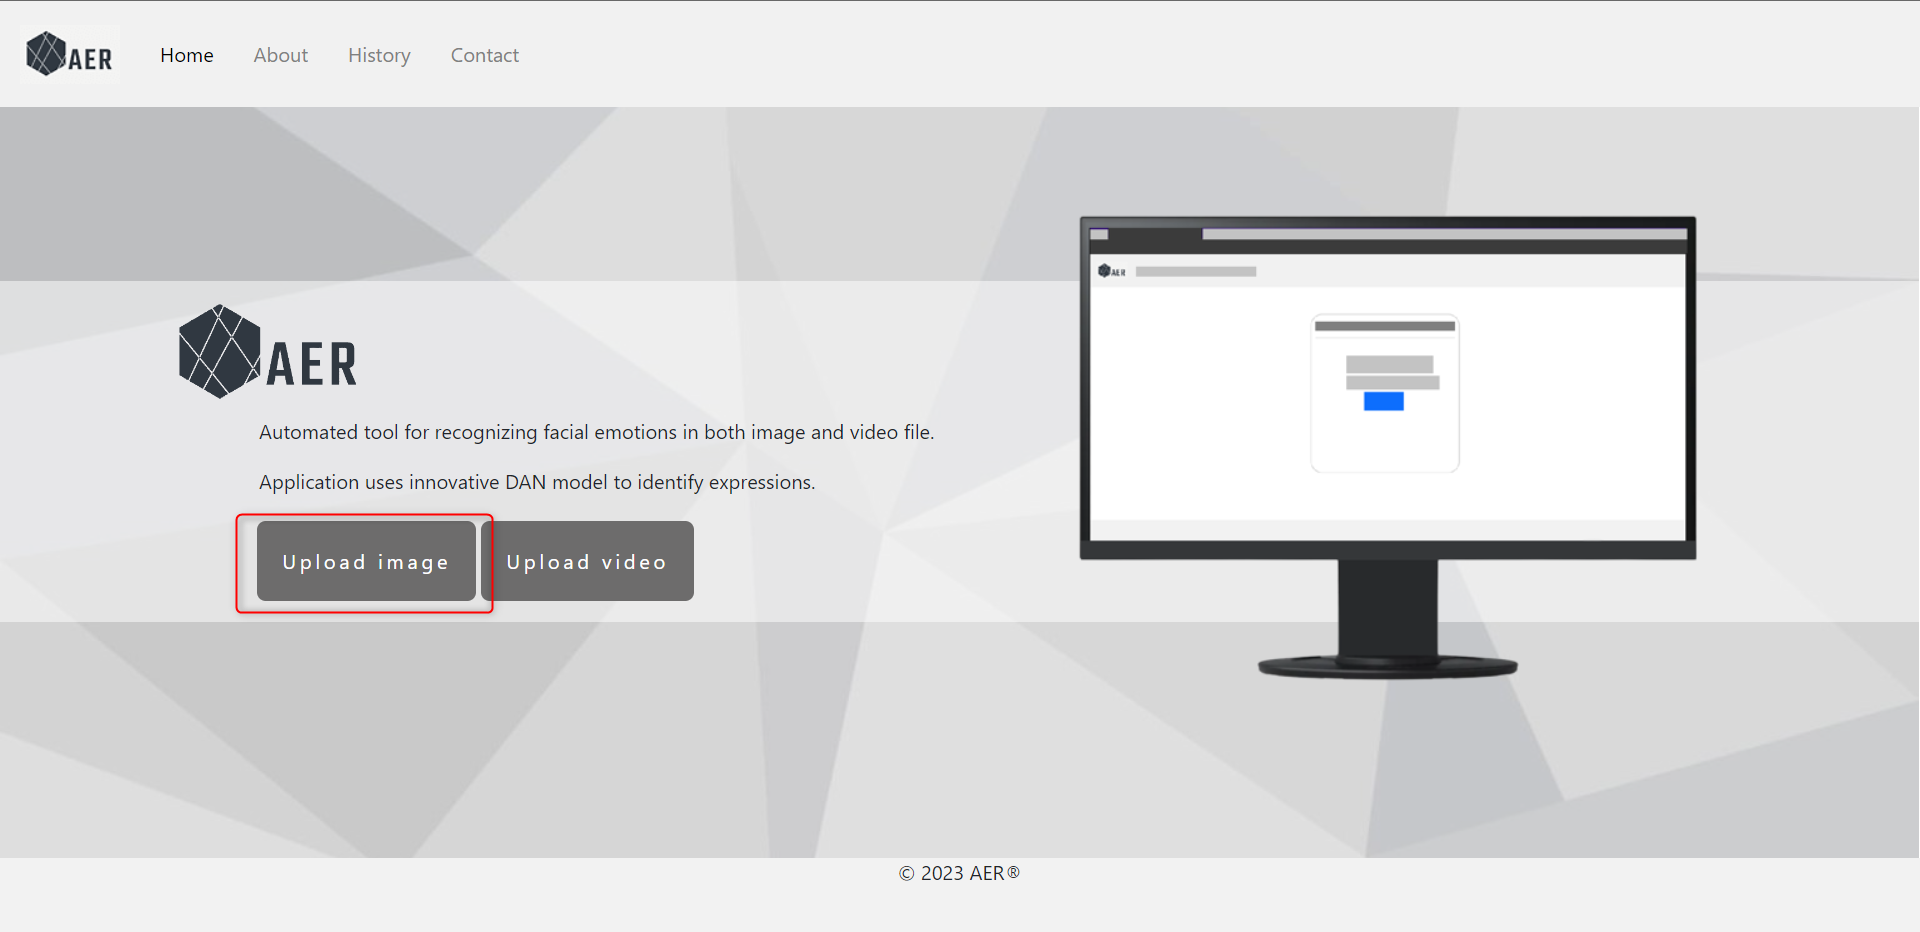 AER
Home About History Contact
AER
AER
Automated tool for recognizing facial emotions in both image and video file.
Application uses innovative DAN model to identify expressions.
Upload image Upload video
© 2023 AER®